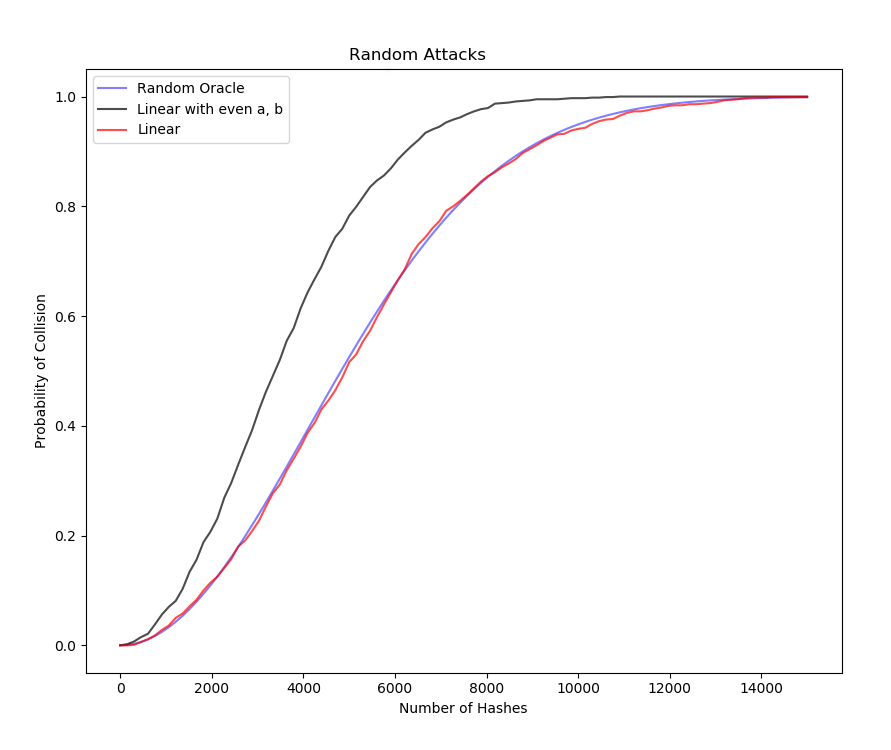 Random Attacks
Random Oracle
Linear with even a, b
Linear
1.0
0.8
0.6
0.4
0.2
0.0
Probability of Collision
0 2000 4000 6000 8000 10000 12000 14000
Number of Hashes